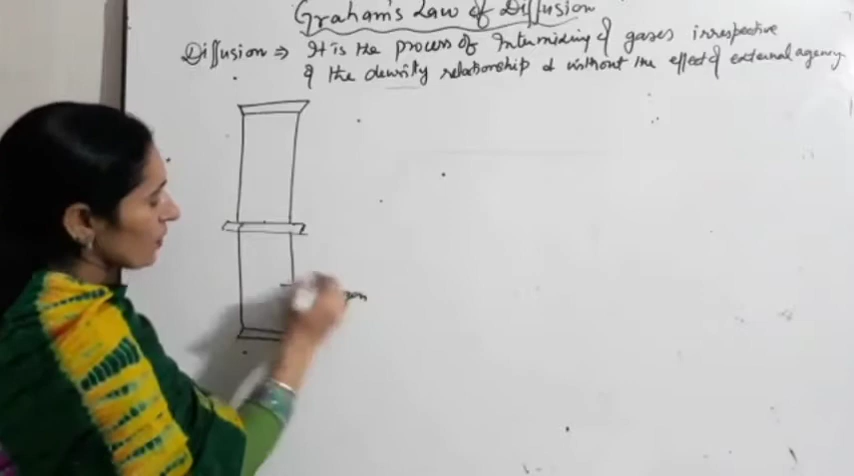 Graham's Law of Diffusion
Diffusion ⇒ It is the process of Intermixing of gases irrespective
of the density relationship & without the effect of external agency